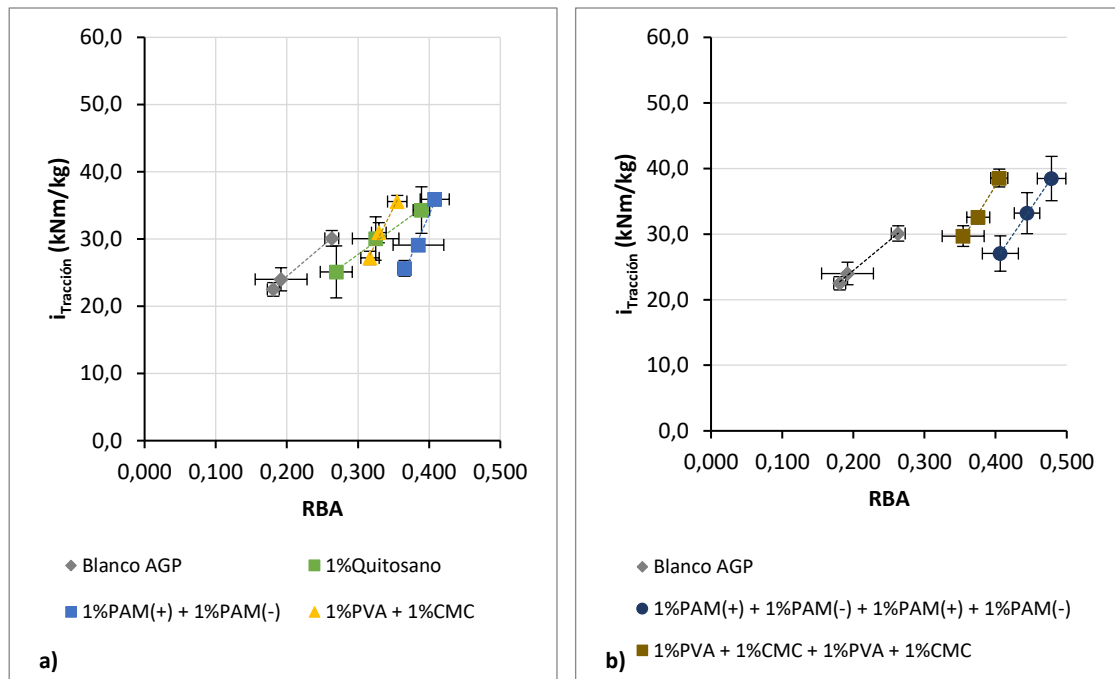 60,0
50,0
40,0
30,0
20,0
10,0
0,0
i Tracción (kNm/kg)
0,000 0,100 0,200 0,300 0,400 0,500
RBA
Blanco AGP
1%Quitosano
1%PAM(+) + 1%PAM(-)
1%PVA + 1%CMC
a)
60,0
50,0
40,0
30,0
20,0
10,0
0,0
i Tracción (kNm/kg)
0,000 0,100 0,200 0,300 0,400 0,500
RBA
Blanco AGP
1%PAM(+) + 1%PAM(-) + 1%PAM(+) + 1%PAM(-)
1%PVA + 1%CMC + 1%PVA + 1%CMC
b)